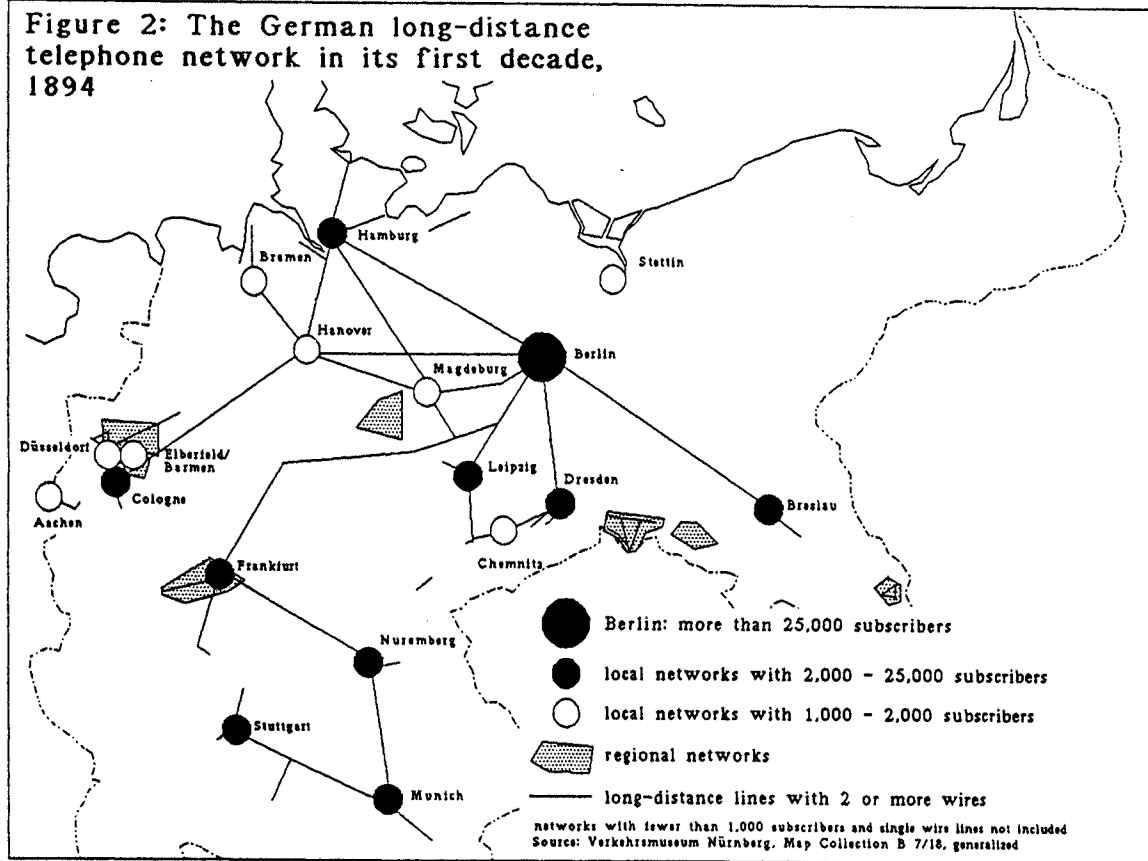 Figure 2: The German long-distance
telephone network in its first decade,
1894
Hamburg
Bremen
Stettin
Hanover
Berlin
Magdeburg
Düsseldorf
Elberfeld/
Barmen
Cologne
Aachen
Leipzig
Dresden
Breslau
Chemnitz
Frankfurt
Nuremberg
Stuttgart
Munich
Berlin: more than 25,000 subscribers
local networks with 2,000 - 25,000 subscribers
local networks with 1,000 - 2,000 subscribers
regional networks
long-distance lines with 2 or more wires
networks with fewer than 1,000 subscribers and single wire lines not included
Source: Verkehrsmuseum Nürnberg, Map Collection B 7/18, generalized